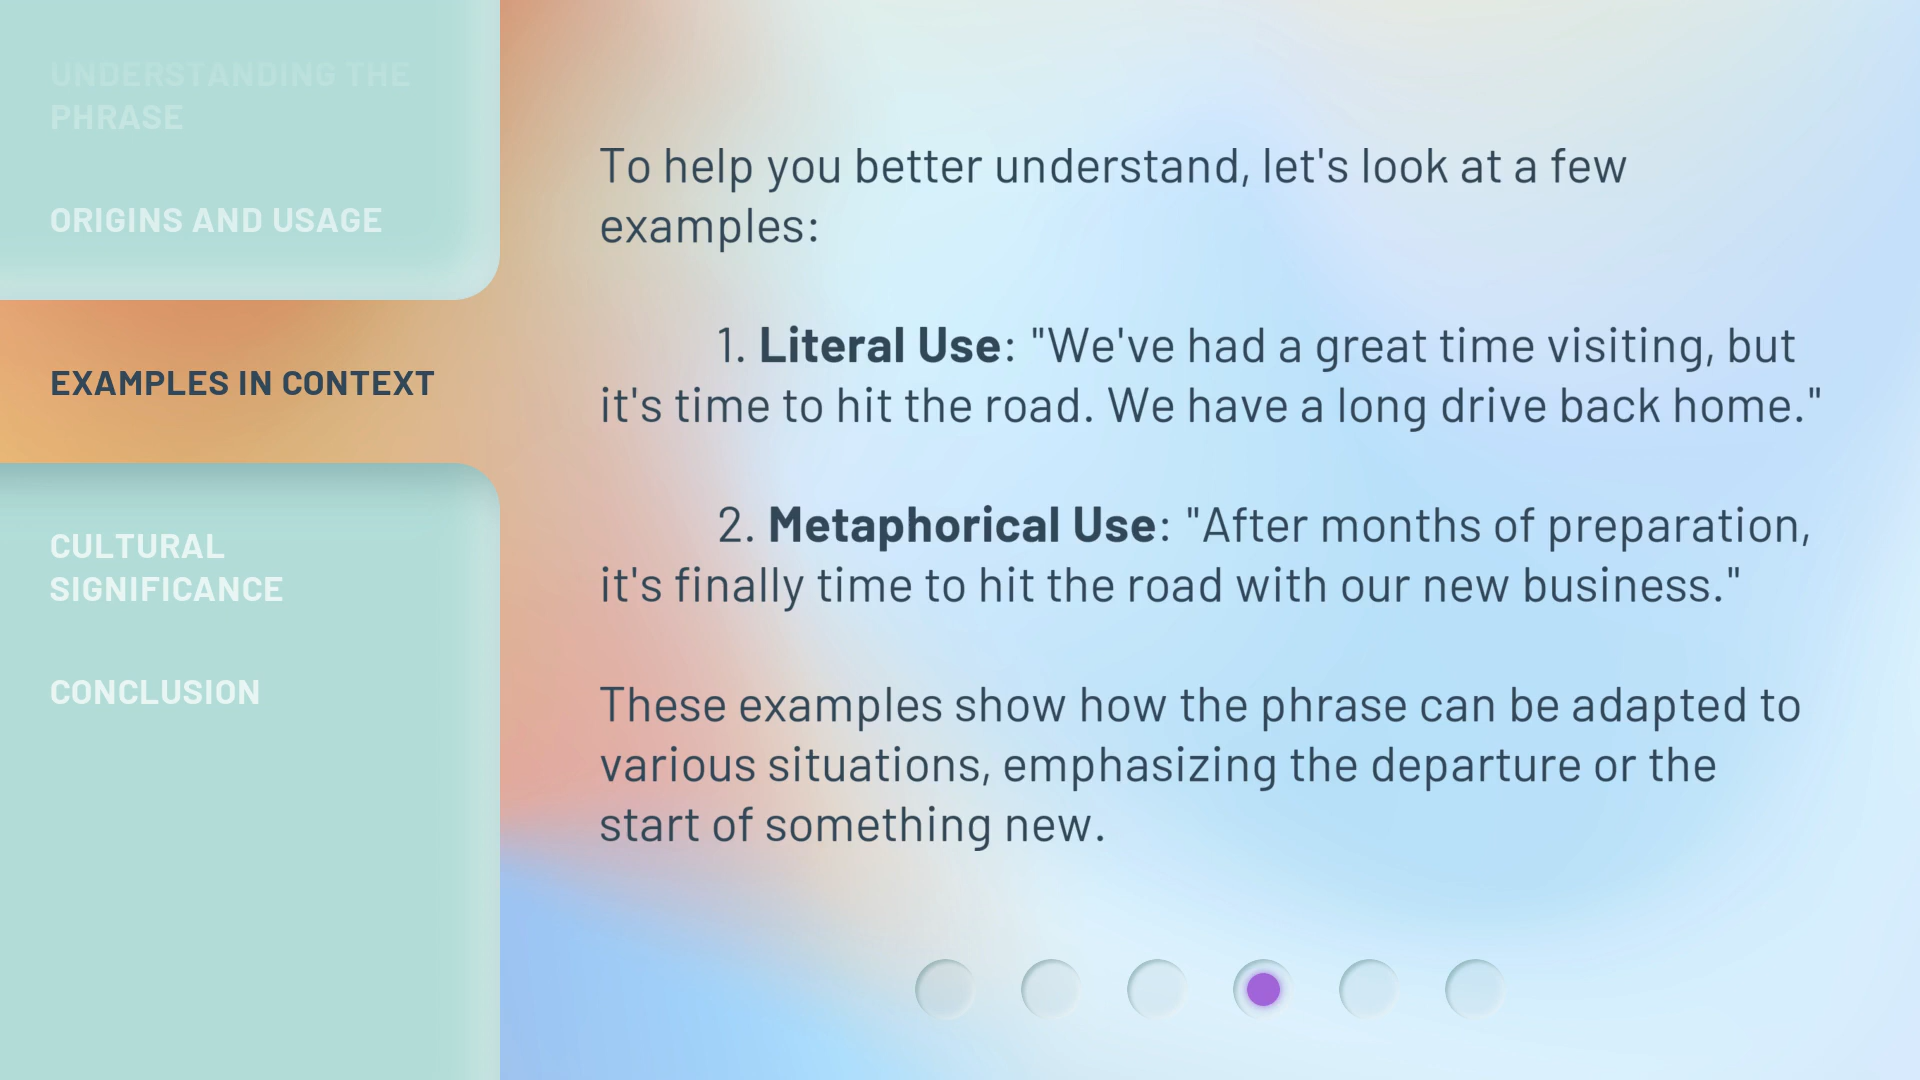 UNDERSTANDING THE
PHRASE
ORIGINS AND USAGE
EXAMPLES IN CONTEXT
CULTURAL
SIGNIFICANCE
CONCLUSION
To help you better understand, let's look at a few
examples:
1. Literal Use: "We've had a great time visiting, but
it's time to hit the road. We have a long drive back home."
2. Metaphorical Use: "After months of preparation,
it's finally time to hit the road with our new business."
These examples show how the phrase can be adapted to
various situations, emphasizing the departure or the
start of something new.